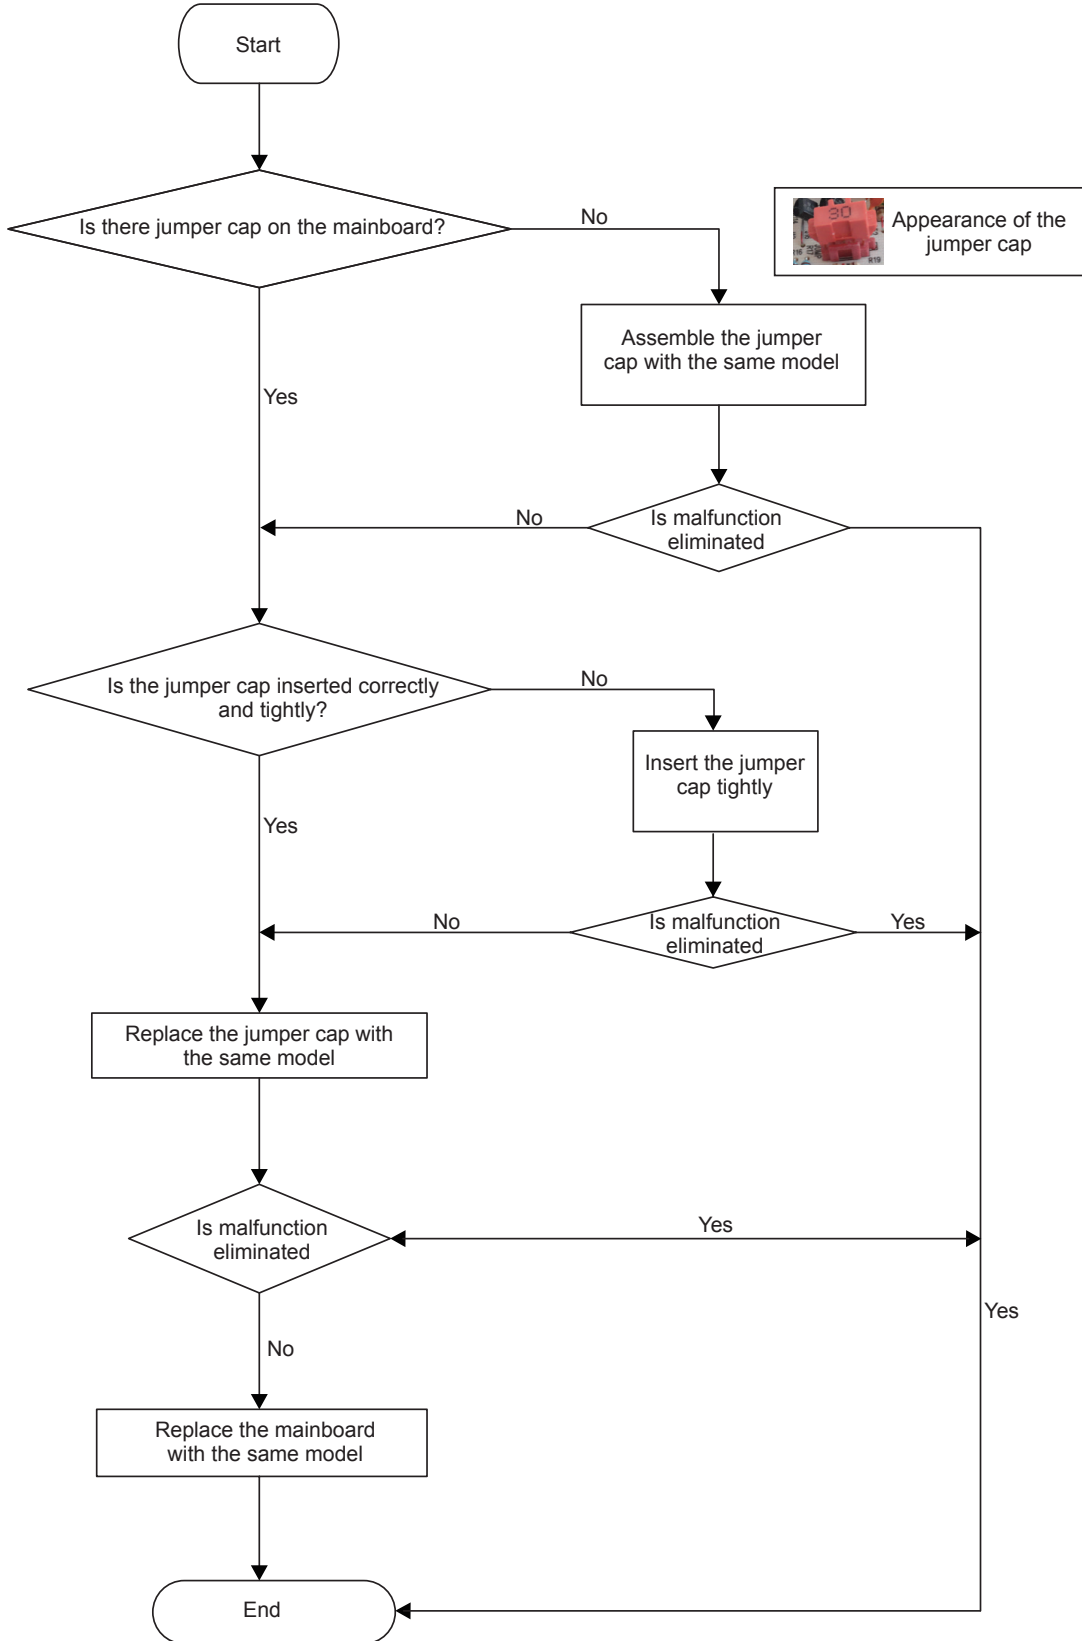 Start
Is there jumper cap on the mainboard?
No
30
R19
Appearance of the
jumper cap
Assemble the jumper
cap with the same model
Yes
No
Is malfunction
eliminated
Is the jumper cap inserted correctly
and tightly?
No
Insert the jumper
cap tightly
Yes
No
Is malfunction
eliminated
Yes
Replace the jumper cap with
the same model
Is malfunction
eliminated
Yes
Yes
No
Replace the mainboard
with the same model
End